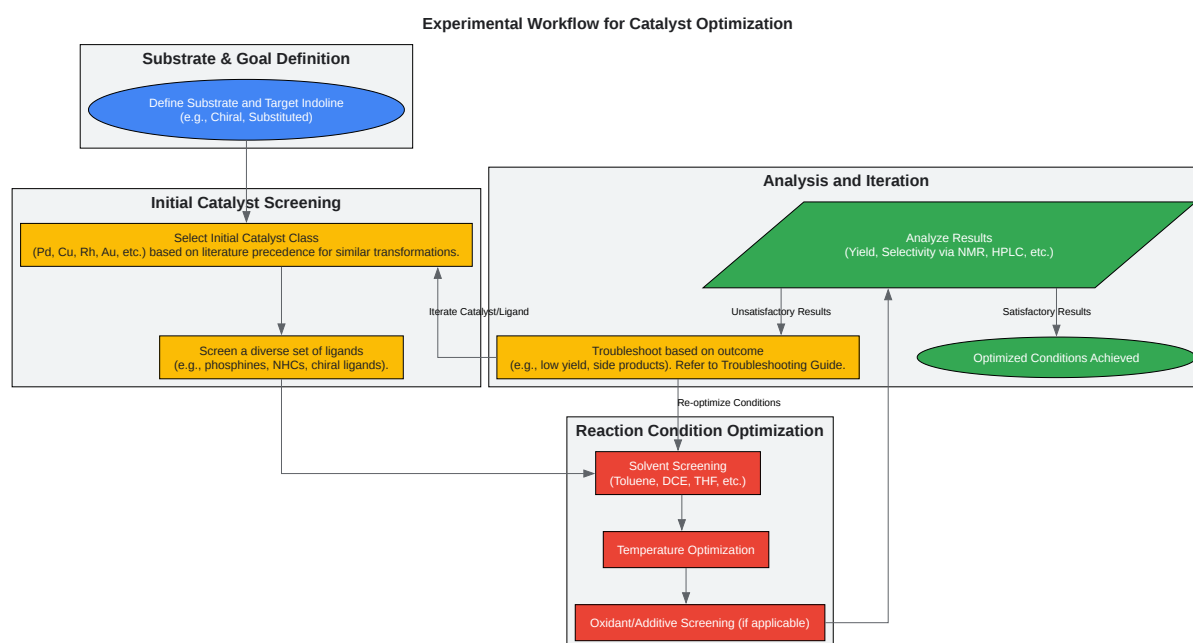 Experimental Workflow for Catalyst Optimization
Substrate & Goal Definition
Define Substrate and Target Indoline
(e.g., Chiral, Substituted)
Initial Catalyst Screening
Select Initial Catalyst Class
(Pd, Cu, Rh, Au, etc.) based on literature precedence for similar transformations.
Screen a diverse set of ligands
(e.g., phosphines, NHCs, chiral ligands).
Iterate Catalyst/Ligand
Analysis and Iteration
Analyze Results
(Yield, Selectivity via NMR, HPLC, etc.)
Unsatisfactory Results
Satisfactory Results
Troubleshoot based on outcome
(e.g., low yield, side products). Refer to Troubleshooting Guide.
Optimized Conditions Achieved
Re-optimize Conditions
Reaction Condition Optimization
Solvent Screening
(Toluene, DCE, THF, etc.)
Temperature Optimization
Oxidant/Additive Screening (if applicable)